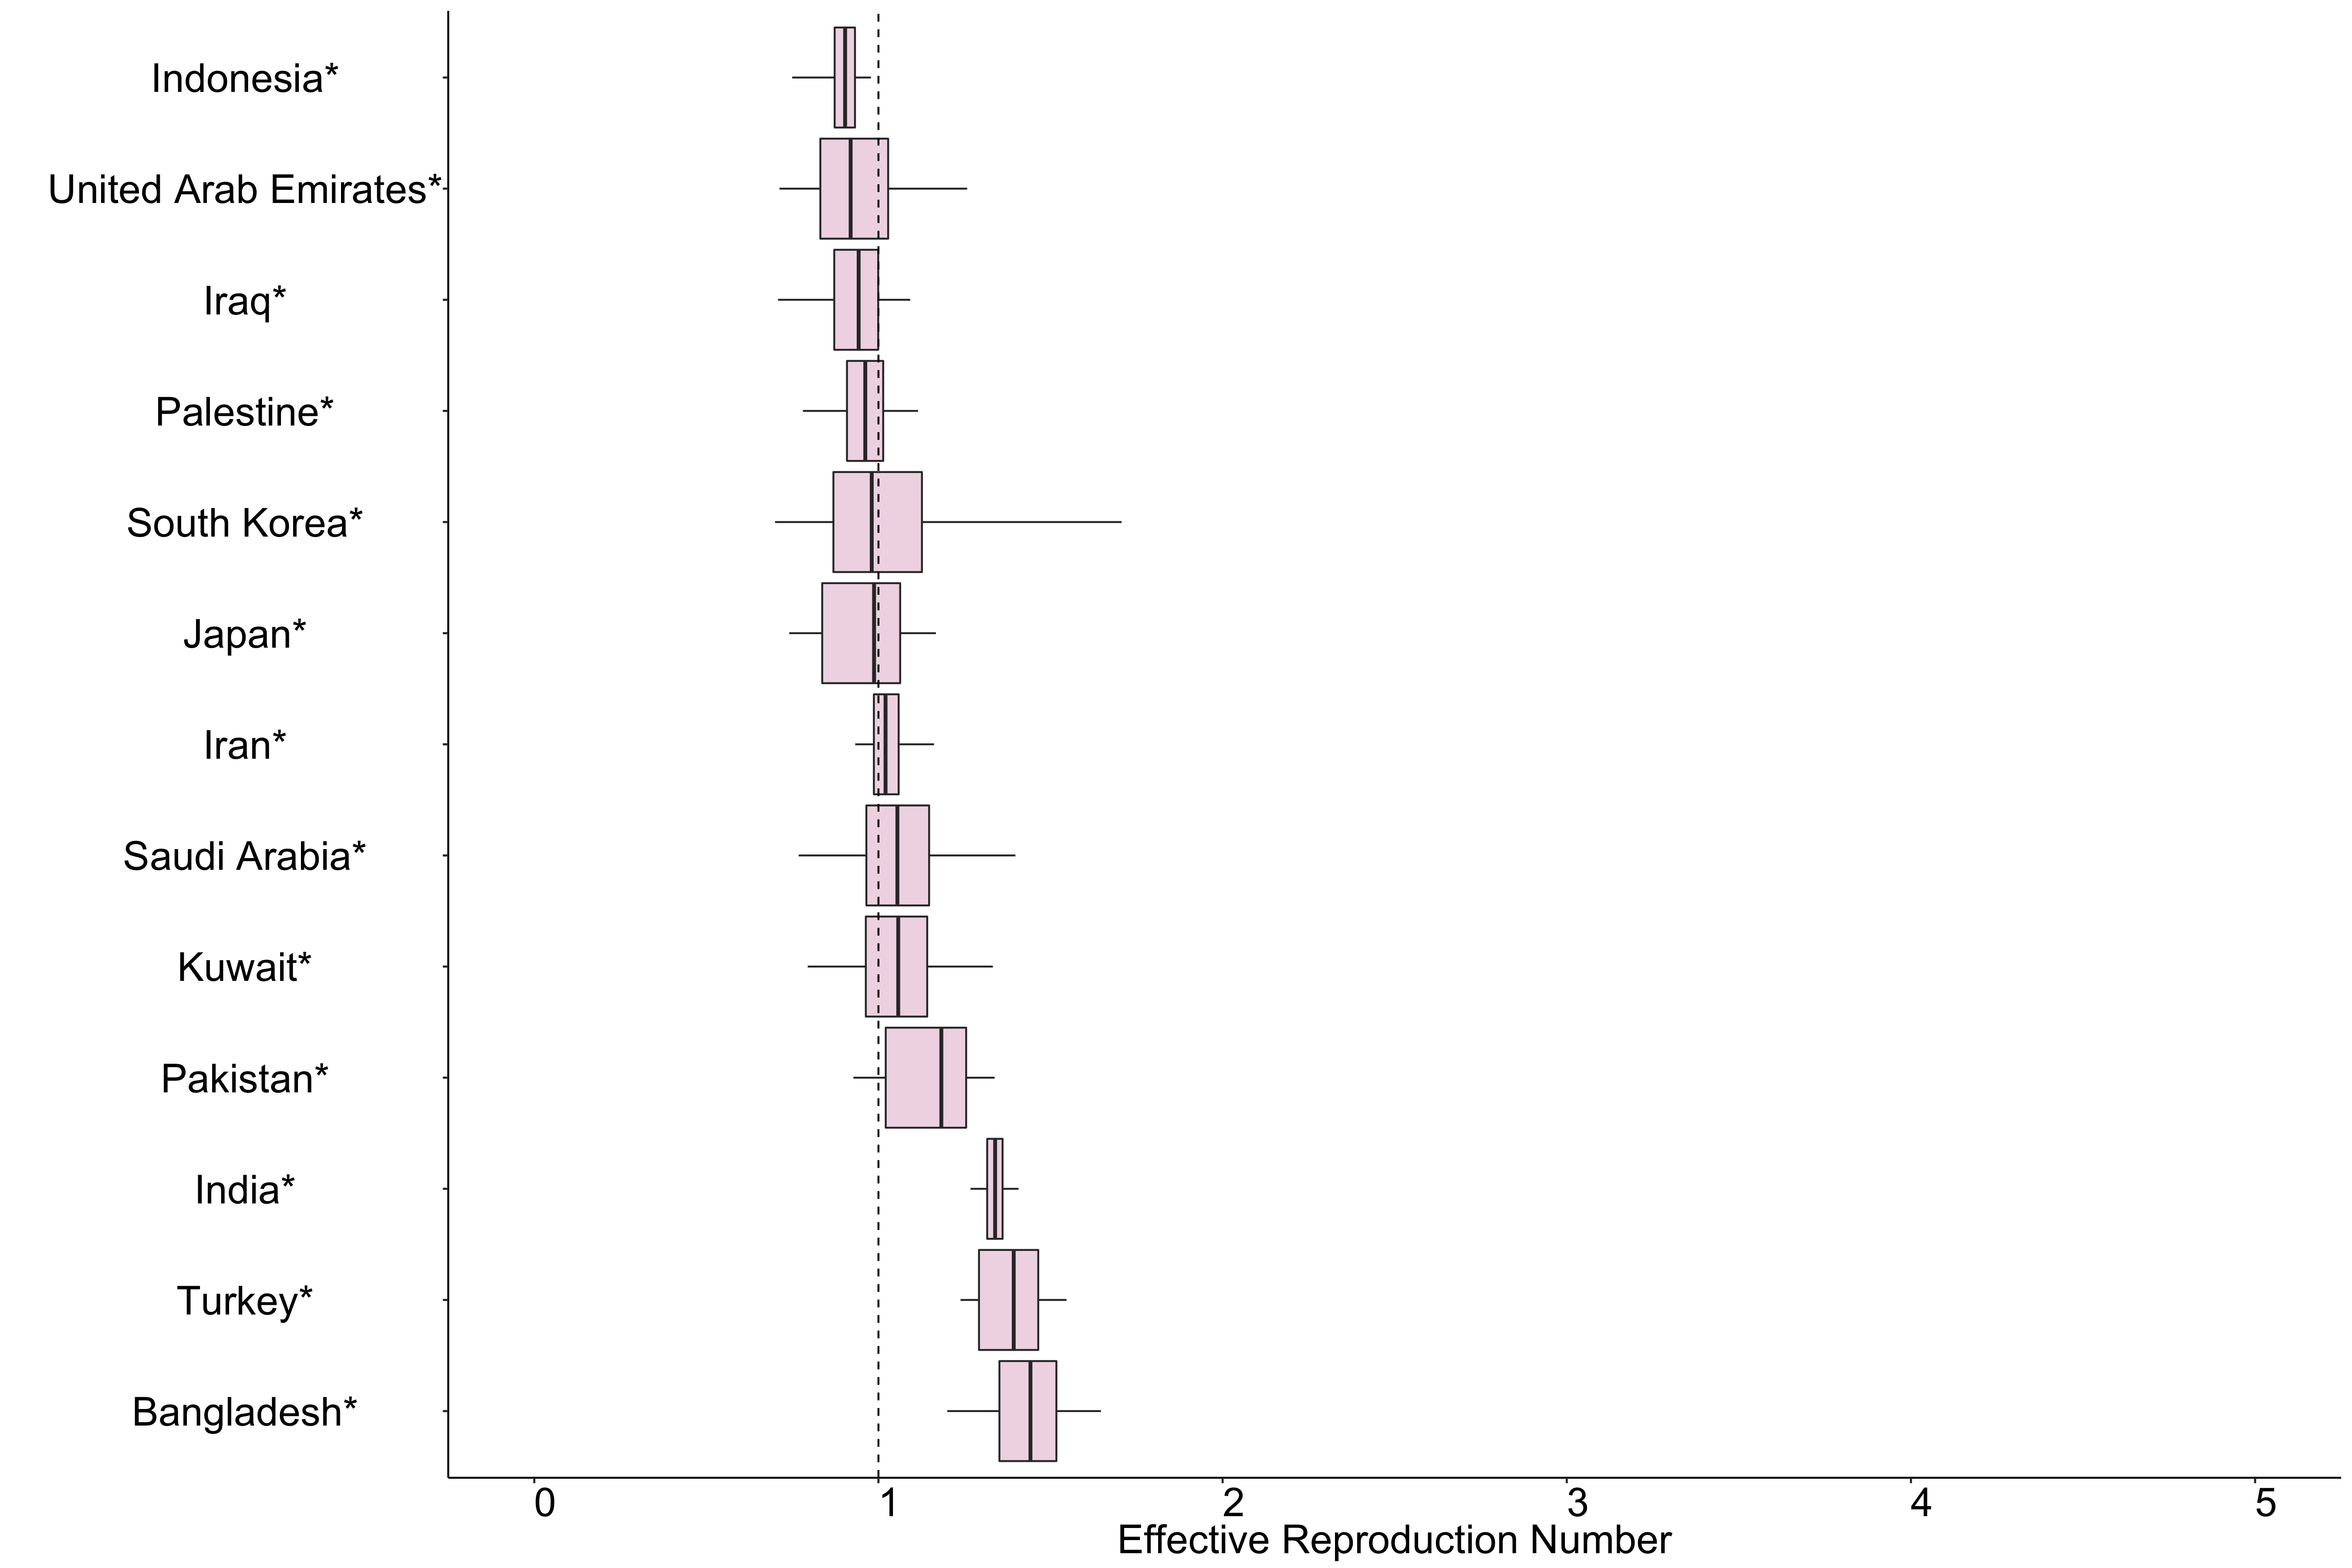 Indonesia*
United Arab Emirates*
Iraq*
Palestine*
South Korea*
Japan*
Iran*
Saudi Arabia*
Kuwait*
Pakistan*
India*
Turkey*
Bangladesh*
0 1 2 3 4 5
Effective Reproduction Number